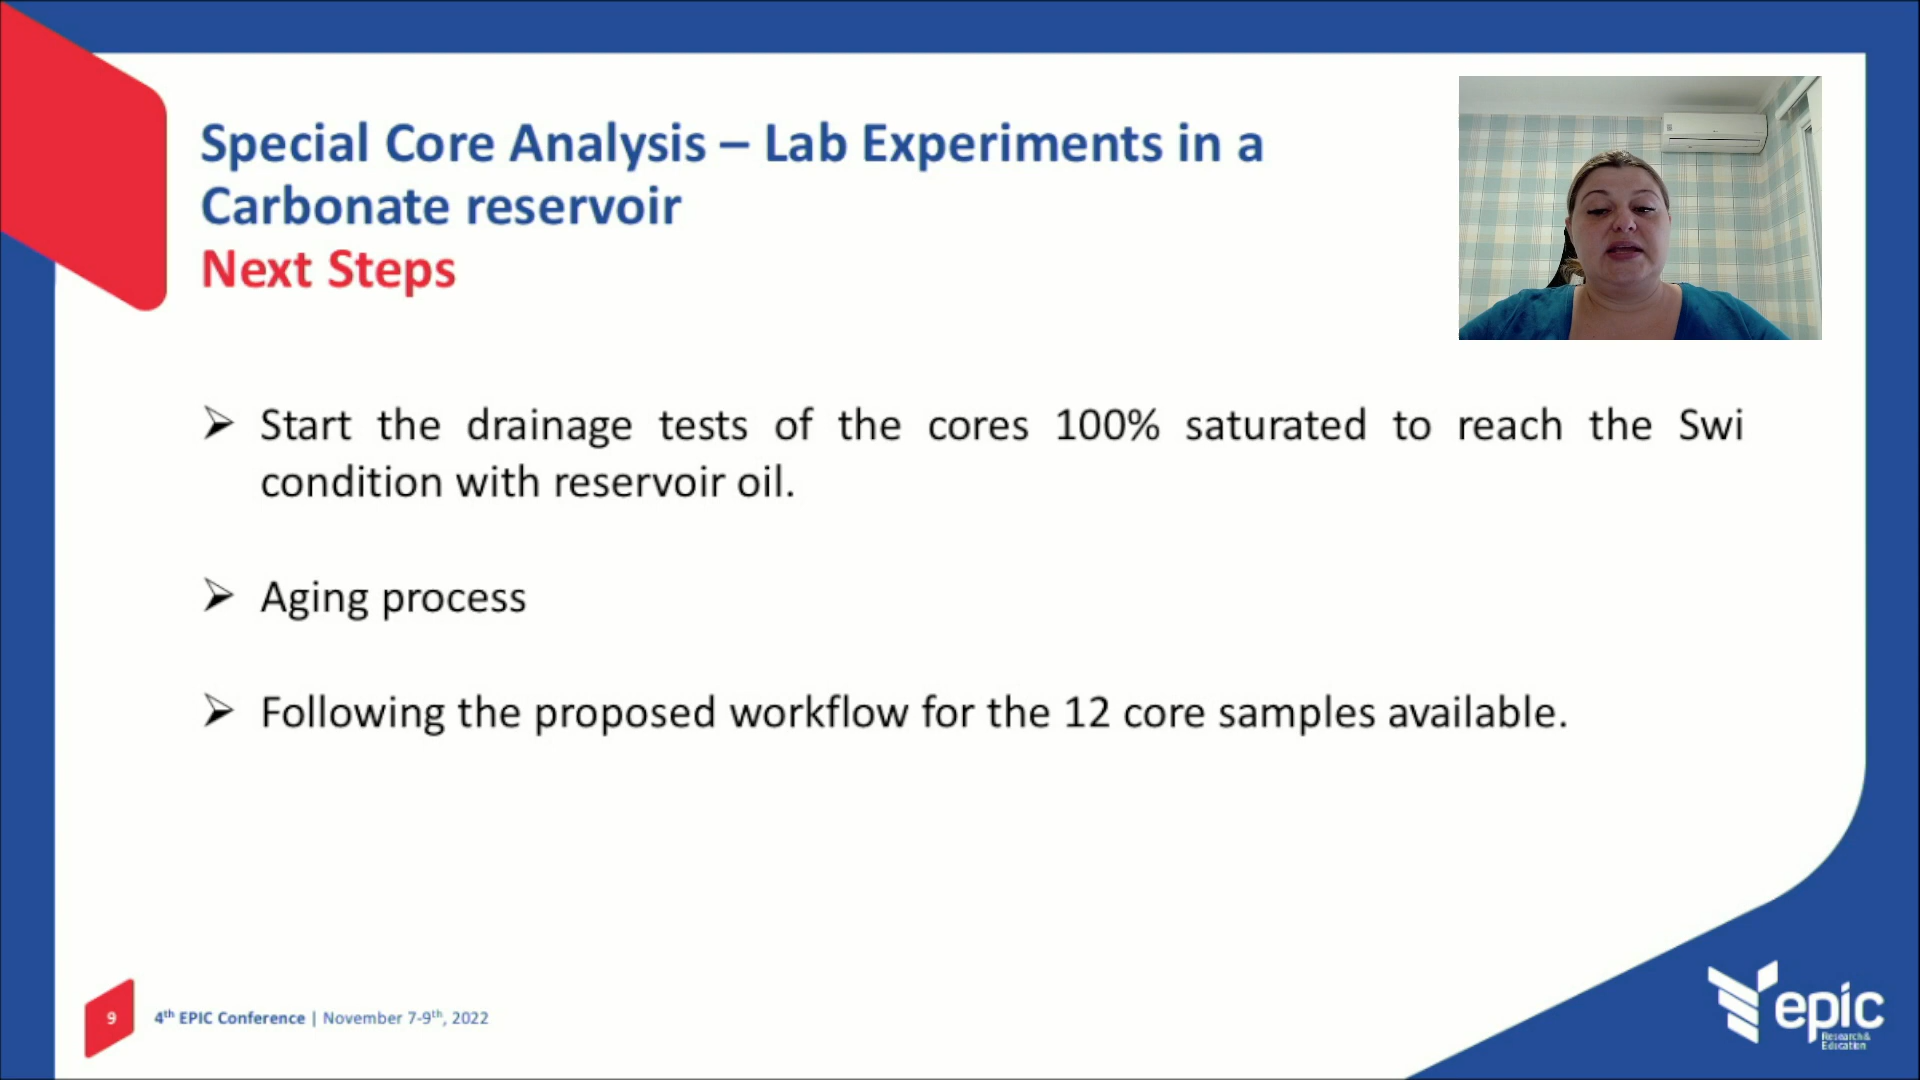 Special Core Analysis – Lab Experiments in a
Carbonate reservoir
Next Steps
➢ Start the drainage tests of the cores 100% saturated to reach the Swi
condition with reservoir oil.
➢ Aging process
➢ Following the proposed workflow for the 12 core samples available.
9
4th EPIC Conference | November 7-9th, 2022
epic
Research &
Education